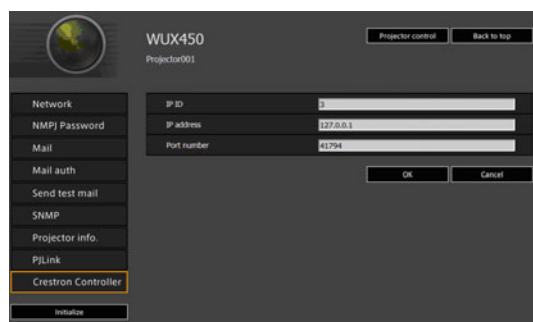 WUX450
Projector control
Back to top
Projector001
Network
NMPJ Password
Mail
Mail auth
Send test mail
SNMP
Projector info.
PJLink
Crestron Controller
Initialize
IP ID
3
IP address
127.0.0.1
Port number
41794
OK
Cancel